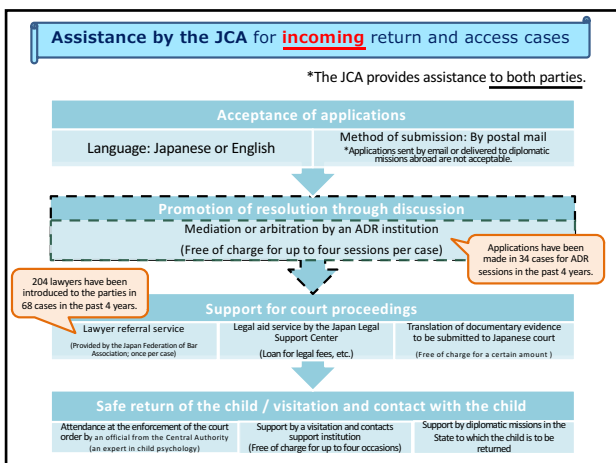 Assistance by the JCA for incoming return and access cases
*The JCA provides assistance to both parties.
Acceptance of applications
Language: Japanese or English
Method of submission: By postal mail
*Applications sent by email or delivered to diplomatic
missions abroad are not acceptable.
Promotion of resolution through discussion
Mediation or arbitration by an ADR institution
(Free of charge for up to four sessions per case)
Applications have been
made in 34 cases for ADR
sessions in the past 4 years.
204 lawyers have been
introduced to the parties in
68 cases in the past 4 years.
Support for court proceedings
Lawyer referral service
(Provided by the Japan Federation of Bar
Association; once per case)
Legal aid service by the Japan Legal
Support Center
(Loan for legal fees, etc.)
Translation of documentary evidence
to be submitted to Japanese court
(Free of charge for a certain amount )
Safe return of the child / visitation and contact with the child
Attendance at the enforcement of the court
order by an official from the Central Authority
(an expert in child psychology)
Support by a visitation and contacts
support institution
(Free of charge for up to four occasions)
Support by diplomatic missions in the
State to which the child is to be
returned